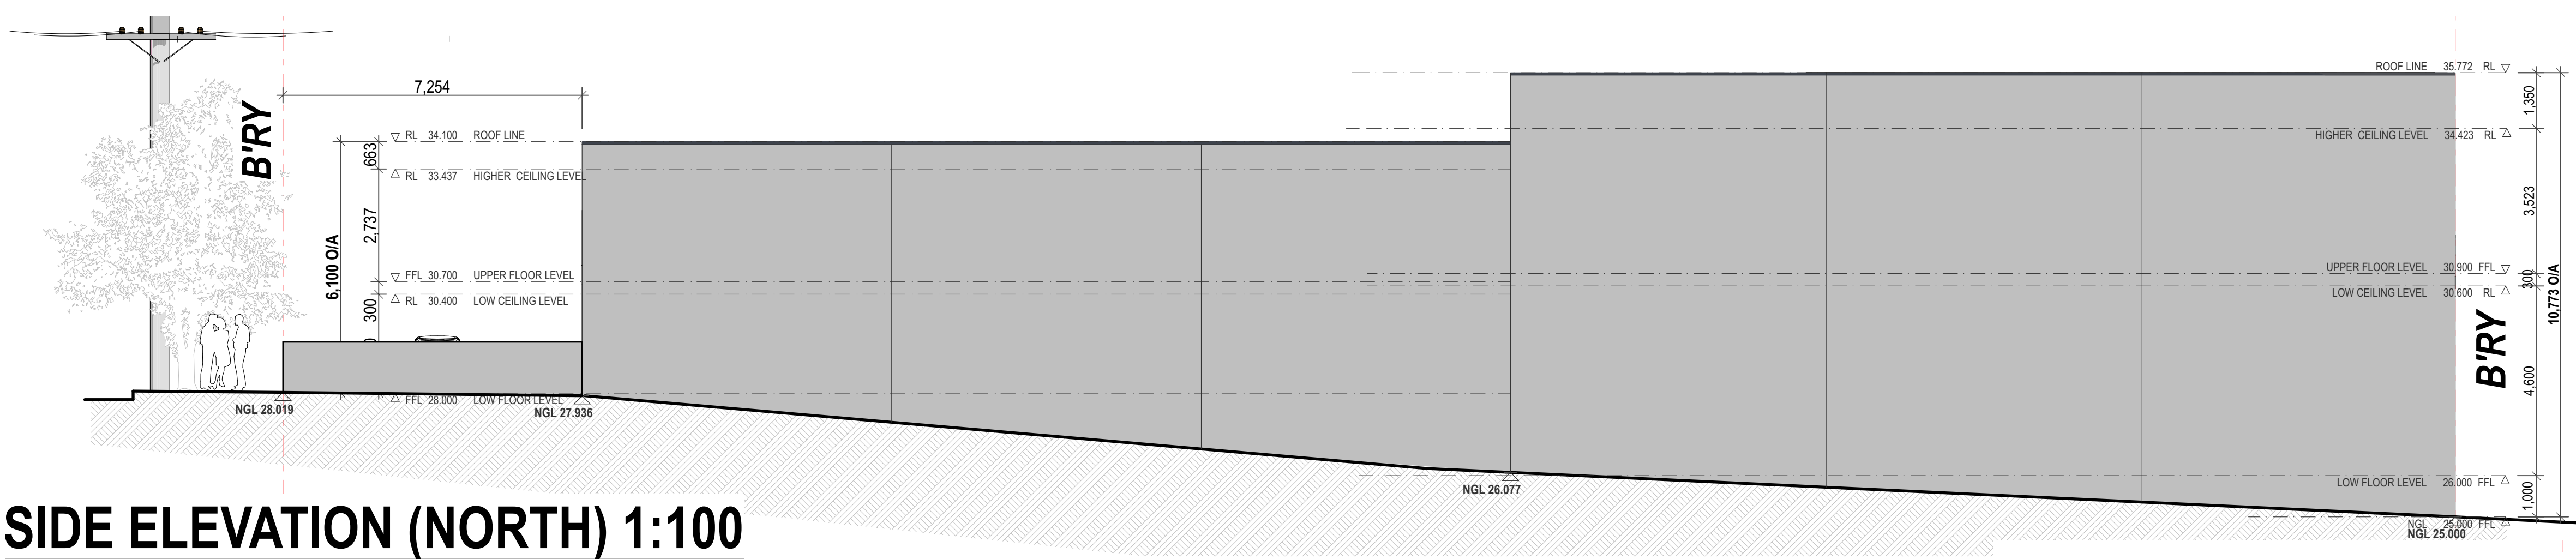 7,254
B'RY
RL 34.100 ROOF LINE
663
RL 33.437 HIGHER CEILING LEVEL
2,737
6,100 O/A
FFL 30.700 UPPER FLOOR LEVEL
300
RL 30.400 LOW CEILING LEVEL
FFL 28.000 LOW FLOOR LEVEL
NGL 28.019
NGL 27.936
NGL 26.077
ROOF LINE 35.772 RL
1,350
HIGHER CEILING LEVEL 34.423 RL
3,523
UPPER FLOOR LEVEL 30.900 FFL
300
LOW CEILING LEVEL 30.600 RL
10,773 O/A
B'RY
4,600
LOW FLOOR LEVEL 26.000 FFL
1,000
NGL 25.000 FFL
NGL 25.000
SIDE ELEVATION (NORTH) 1:100